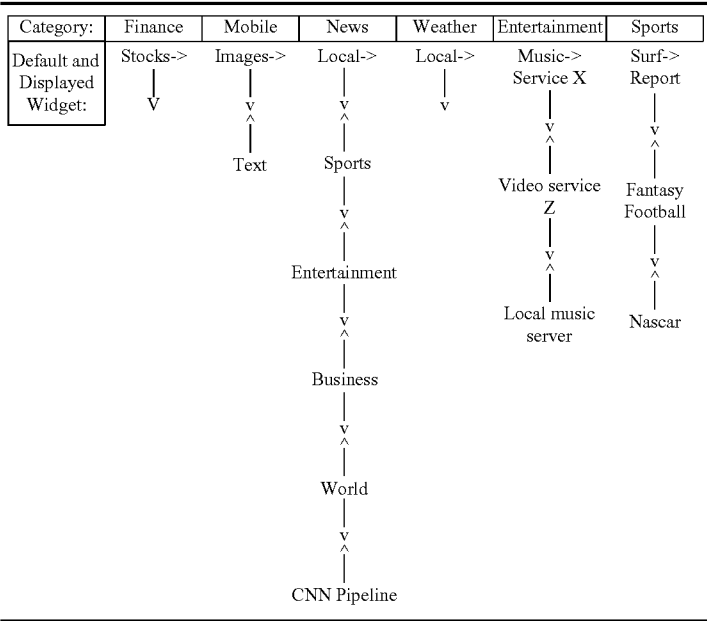 Category: Finance Mobile News Weather Entertainment Sports
Default and Displayed Widget: Stocks-> Images-> Local-> Local-> Music-> Service X Surf-> Report
V v v v
^ ^
v v
^ ^
Text Sports
Video service Z Fantasy Football
v
^
v v
^ ^
Entertainment
Local music server Nascar
v
^
Business
v
^
World
v
^
CNN Pipeline